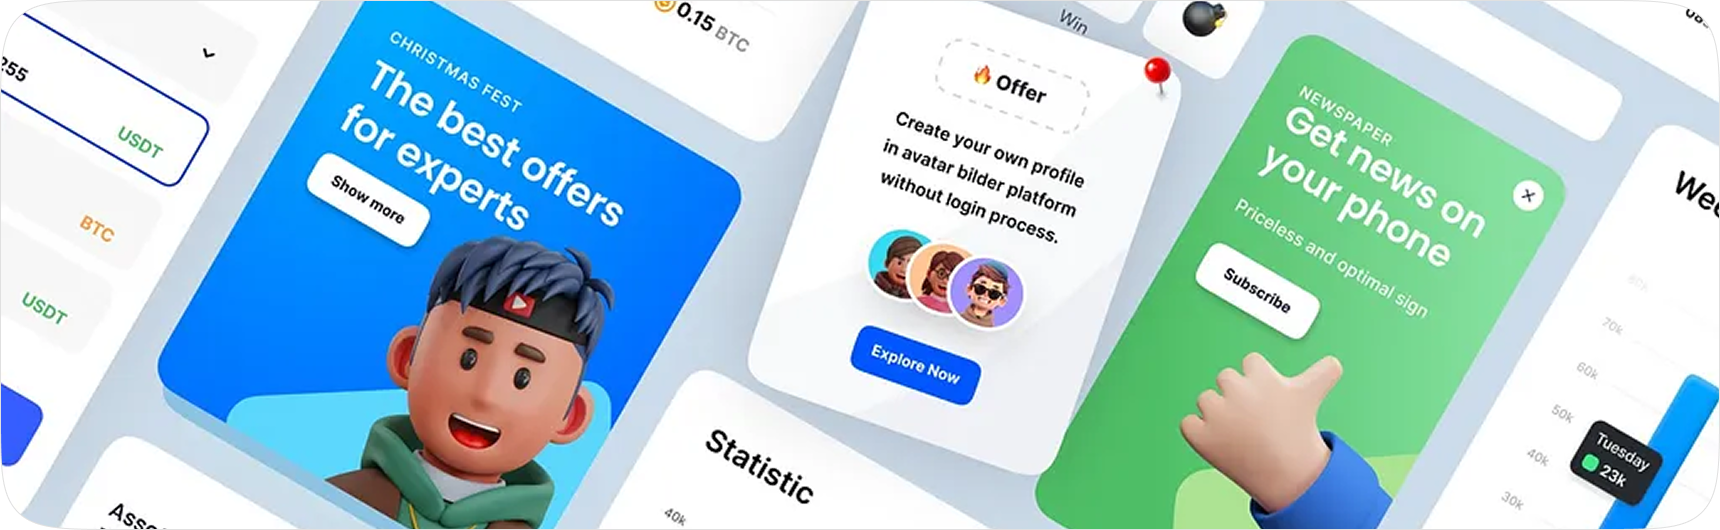 255
USDT
BTC
USDT
CHRISTMAS FEST
The best offers
for experts
Show more
0.15 BTC
Statistic
40k
Win
🔥 Offer
Create your own profile
in avatar bilder platform
without login process.
Explore Now
NEWSPAPER
Get news on
your phone
Priceless and optimal sign
Subscribe
80k
70k
60k
50k
40k
30k
Tuesday
23k